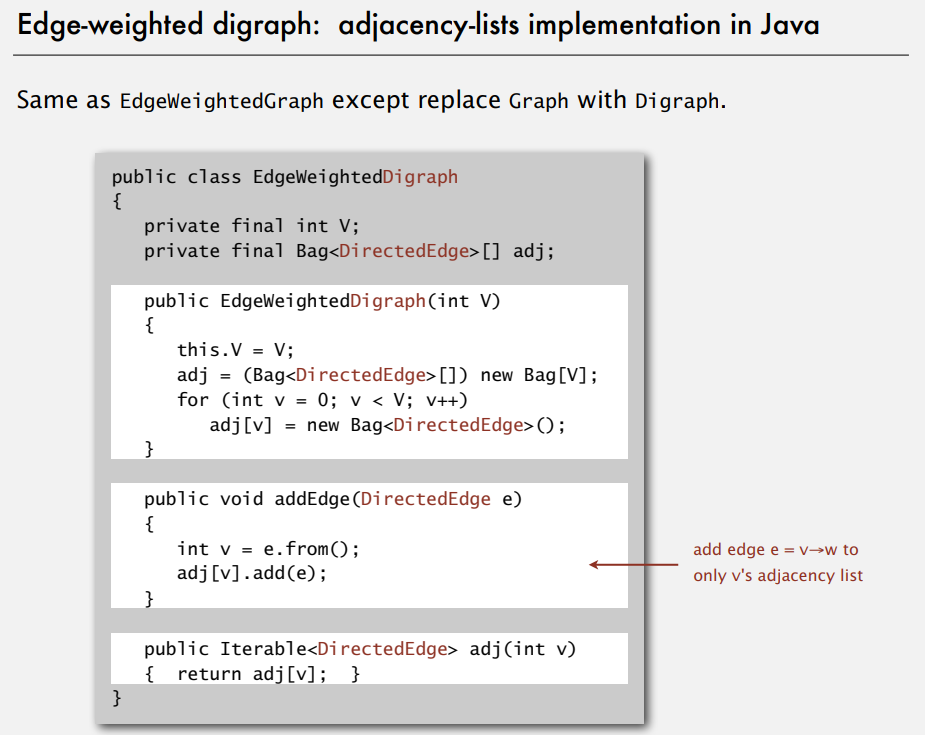 Edge-weighted digraph: adjacency-lists implementation in Java
Same as EdgeWeightedGraph except replace Graph with Digraph.
public class EdgeWeightedDigraph
{
private final int V;
private final Bag<DirectedEdge>[] adj;
public EdgeWeightedDigraph(int V)
{
this.V = V;
adj = (Bag<DirectedEdge>[]) new Bag[V];
for (int v = 0; v < V; v++)
adj[v] = new Bag<DirectedEdge>();
}
public void addEdge(DirectedEdge e)
{
int v = e.from();
adj[v].add(e);
}
add edge e = v→w to
only v's adjacency list
public Iterable<DirectedEdge> adj(int v)
{ return adj[v]; }
}